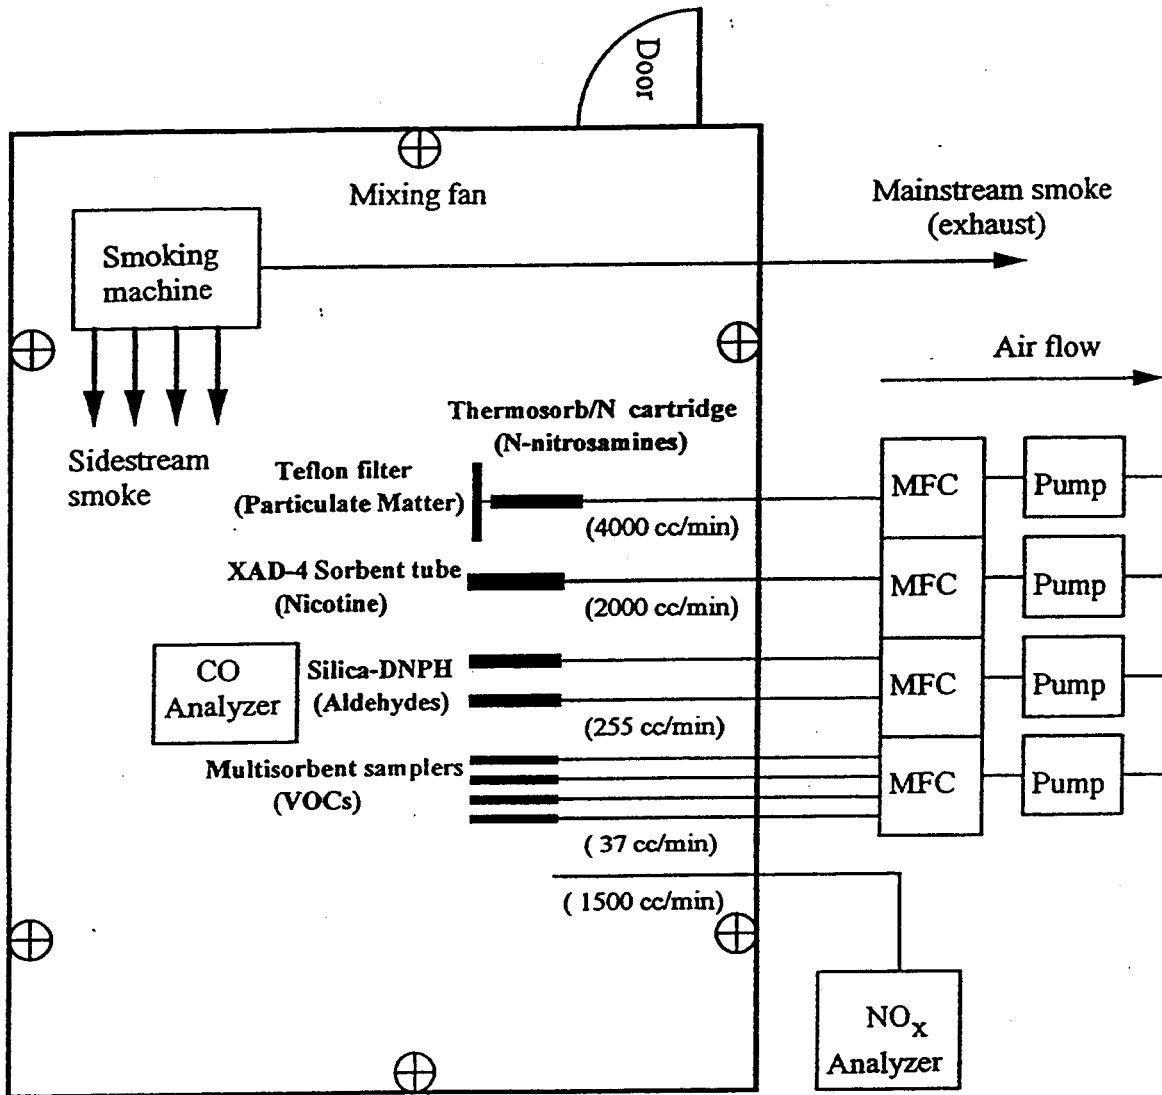 Door
Mixing fan
Mainstream smoke
(exhaust)
Smoking
machine
Air flow
Sidestream
smoke
Thermosorb/N cartridge
(N-nitrosamines)
Teflon filter
(Particulate Matter)
(4000 cc/min)
MFC
Pump
XAD-4 Sorbent tube
(Nicotine)
(2000 cc/min)
MFC
Pump
CO
Analyzer
Silica-DNPH
(Aldehydes)
(255 cc/min)
MFC
Pump
Multisorbent samplers
(VOCs)
( 37 cc/min)
MFC
Pump
( 1500 cc/min)
NOx
Analyzer